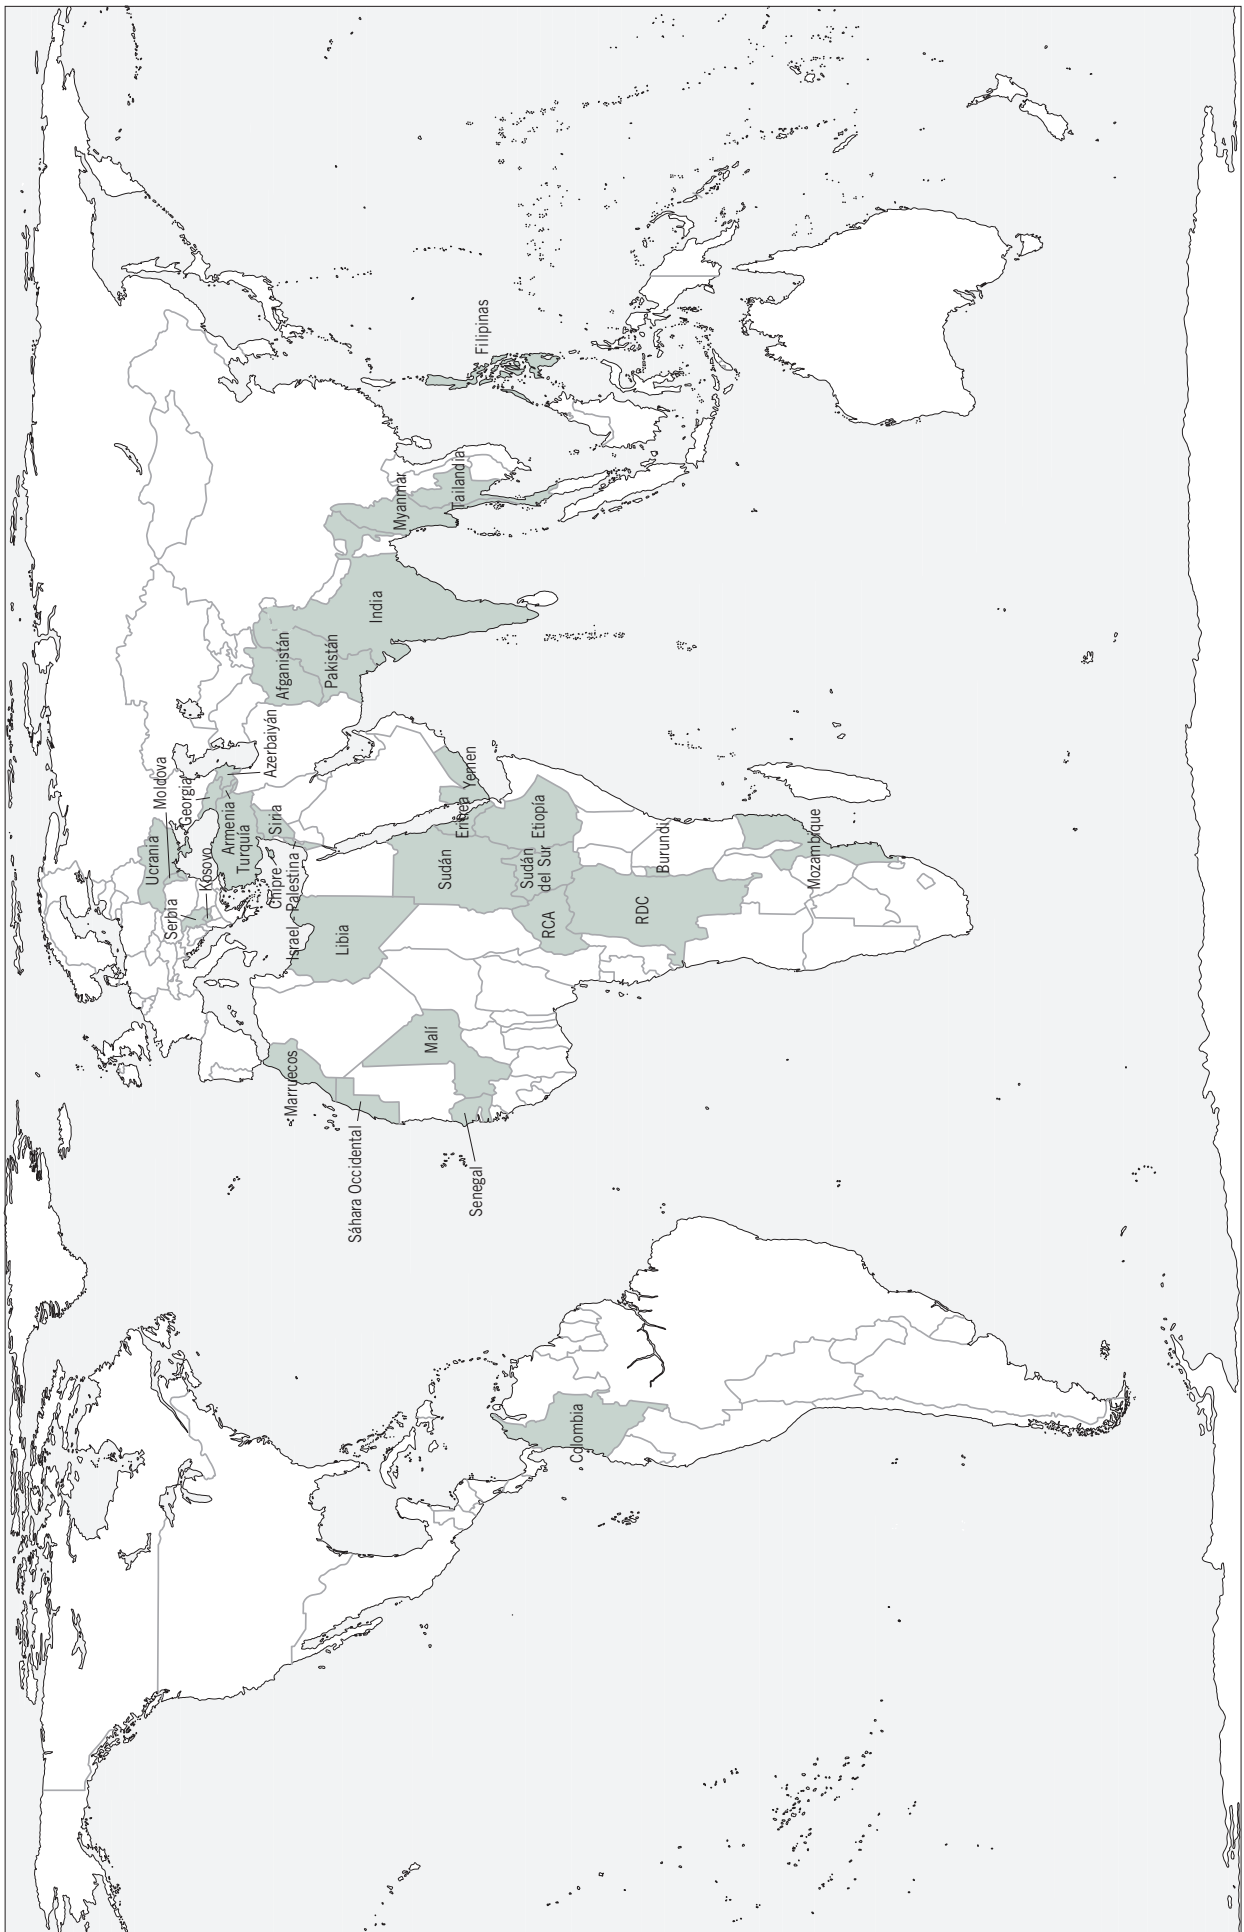 Ucrania
Moldova
Serbia
Kosovo
Georgia
Armenia
Turquía
Azerbaiyán
Chipre
Siria
Israel
Palestina
Marruecos
Libia
Afganistán
Pakistán
India
Myanmar
Tailandia
Filipinas
Sáhara Occidental
Malí
Senegal
Sudán
Eritrea
Yemen
Sudán
del Sur
Etiopía
RCA
RDC
Burundi
Mozambique
Colombia